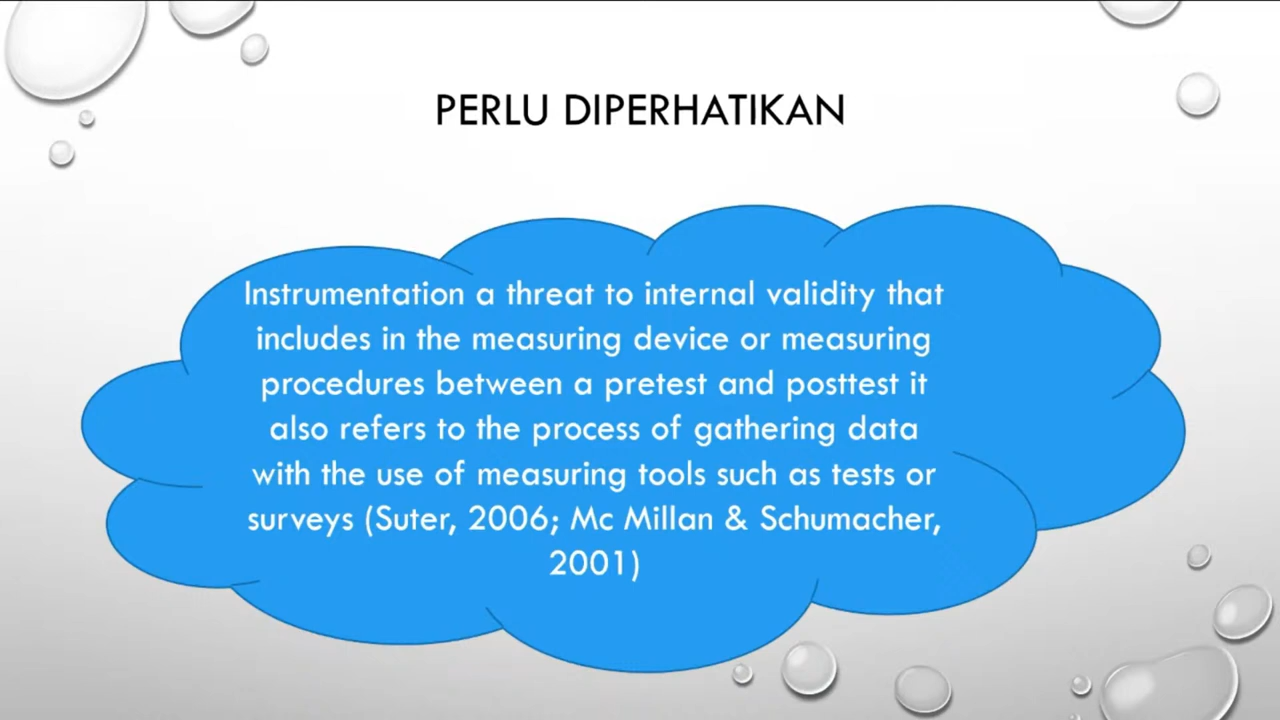 PERLU DIPERHATIKAN
Instrumentation a threat to internal validity that
includes in the measuring device or measuring
procedures between a pretest and posttest it
also refers to the process of gathering data
with the use of measuring tools such as tests or
surveys (Suter, 2006; Mc Millan & Schumacher,
2001)